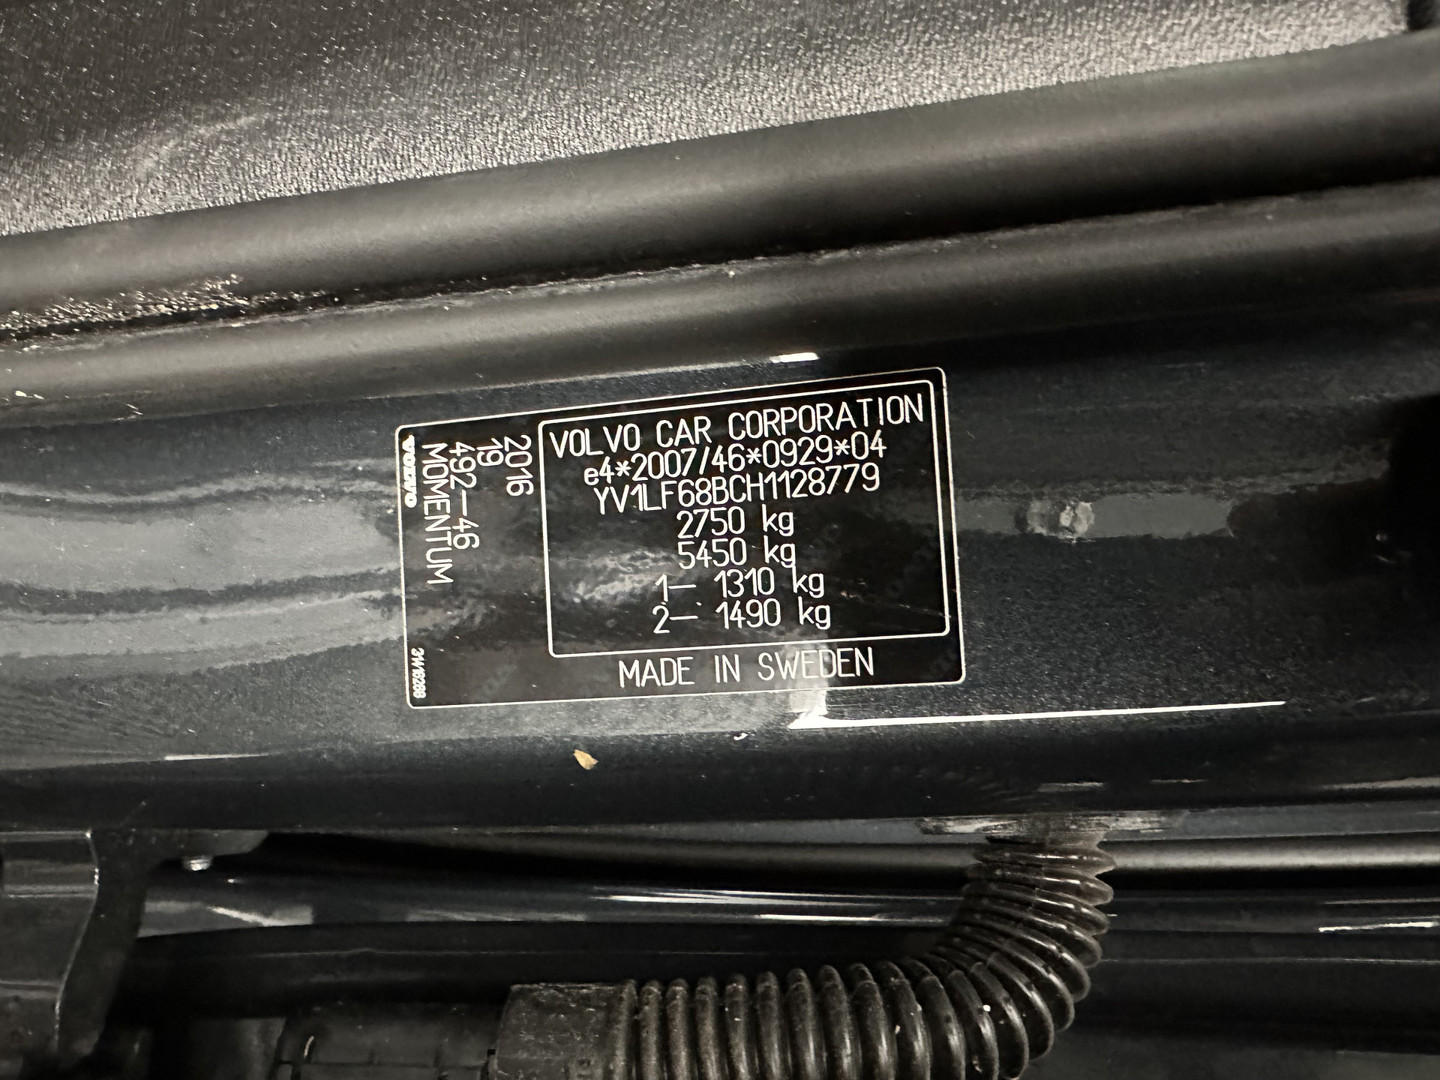 VOLVO CAR CORPORATION
e4*2007/46*0929*04
YV1LF68BCH1128779
2750 kg
5450 kg
1— 1310 kg
2— 1490 kg
MADE IN SWEDEN
2016
19
492-46
MOMENTUM
VOLVO